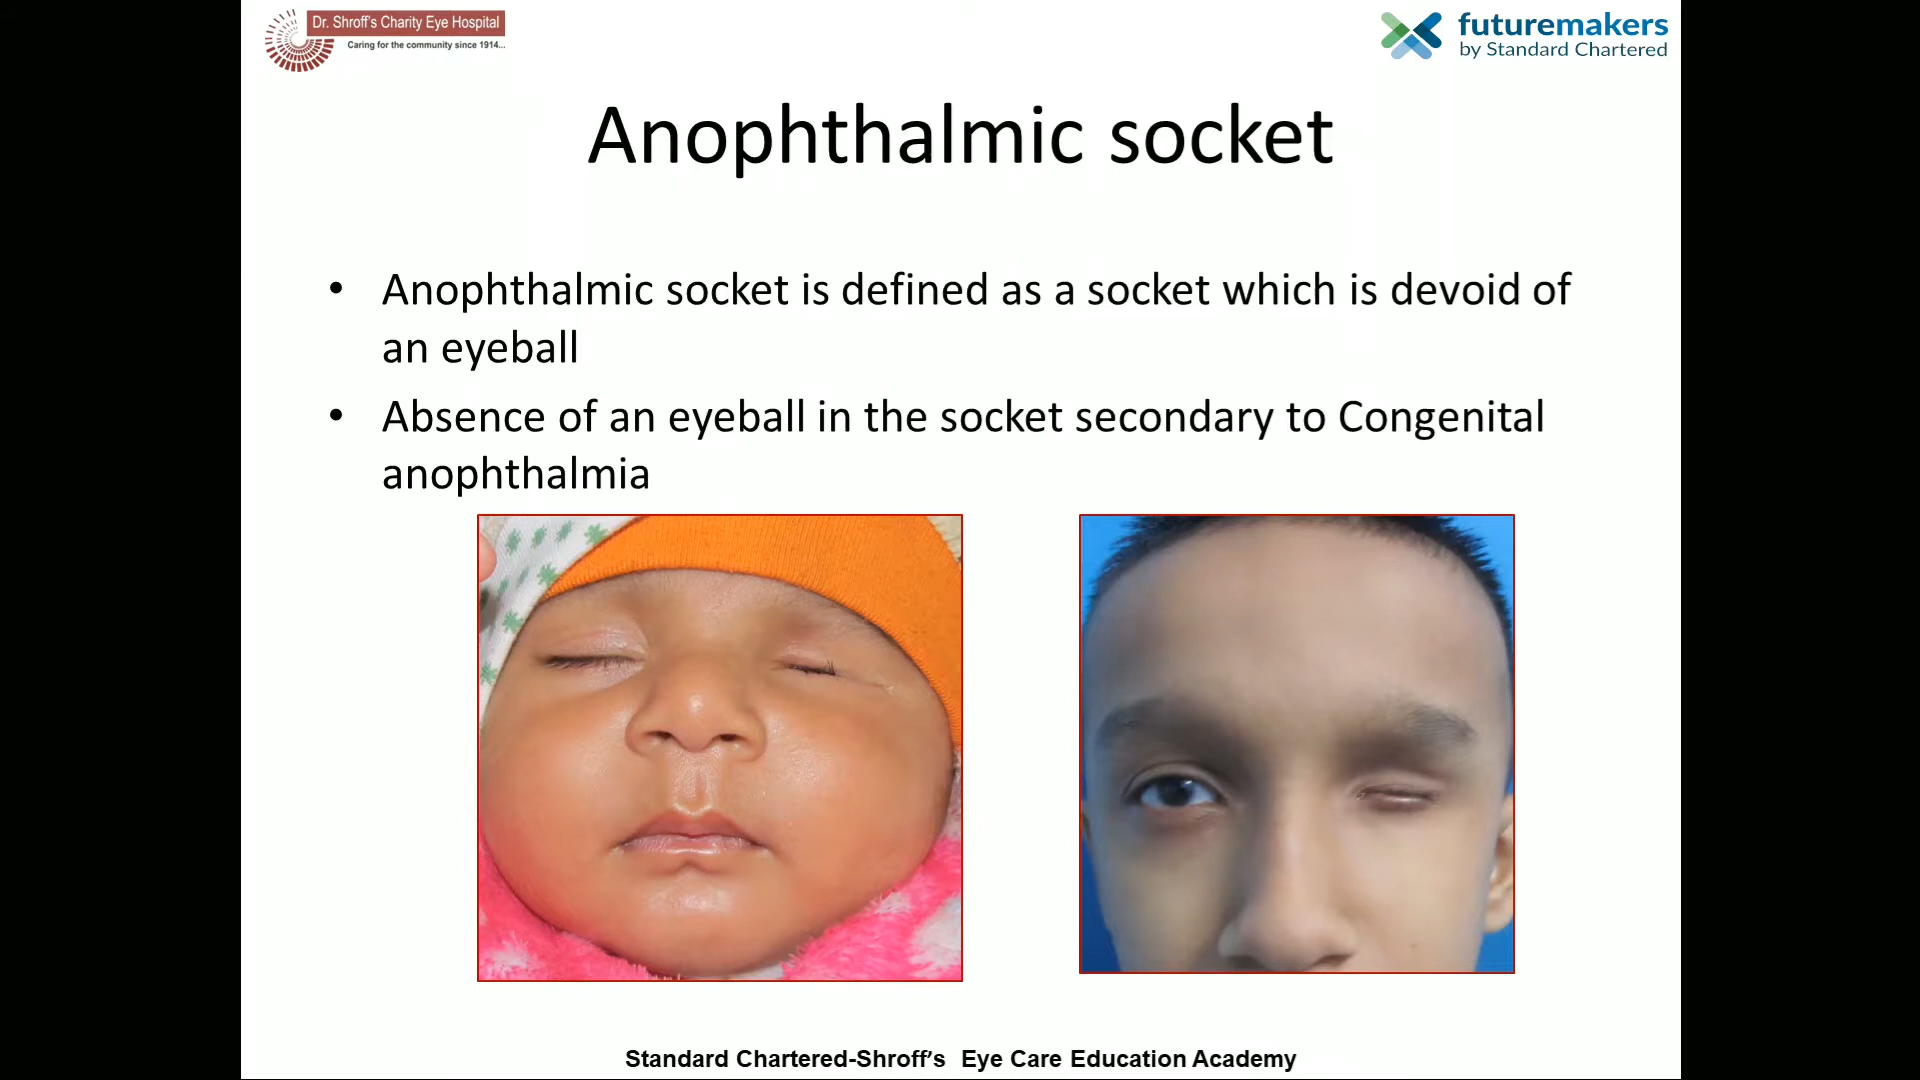 Dr. Shroff's Charity Eye Hospital
Caring for the community since 1914...
futuremakers
by Standard Chartered
Anophthalmic socket
• Anophthalmic socket is defined as a socket which is devoid of
an eyeball
• Absence of an eyeball in the socket secondary to Congenital
anophthalmia
Standard Chartered-Shroff's Eye Care Education Academy